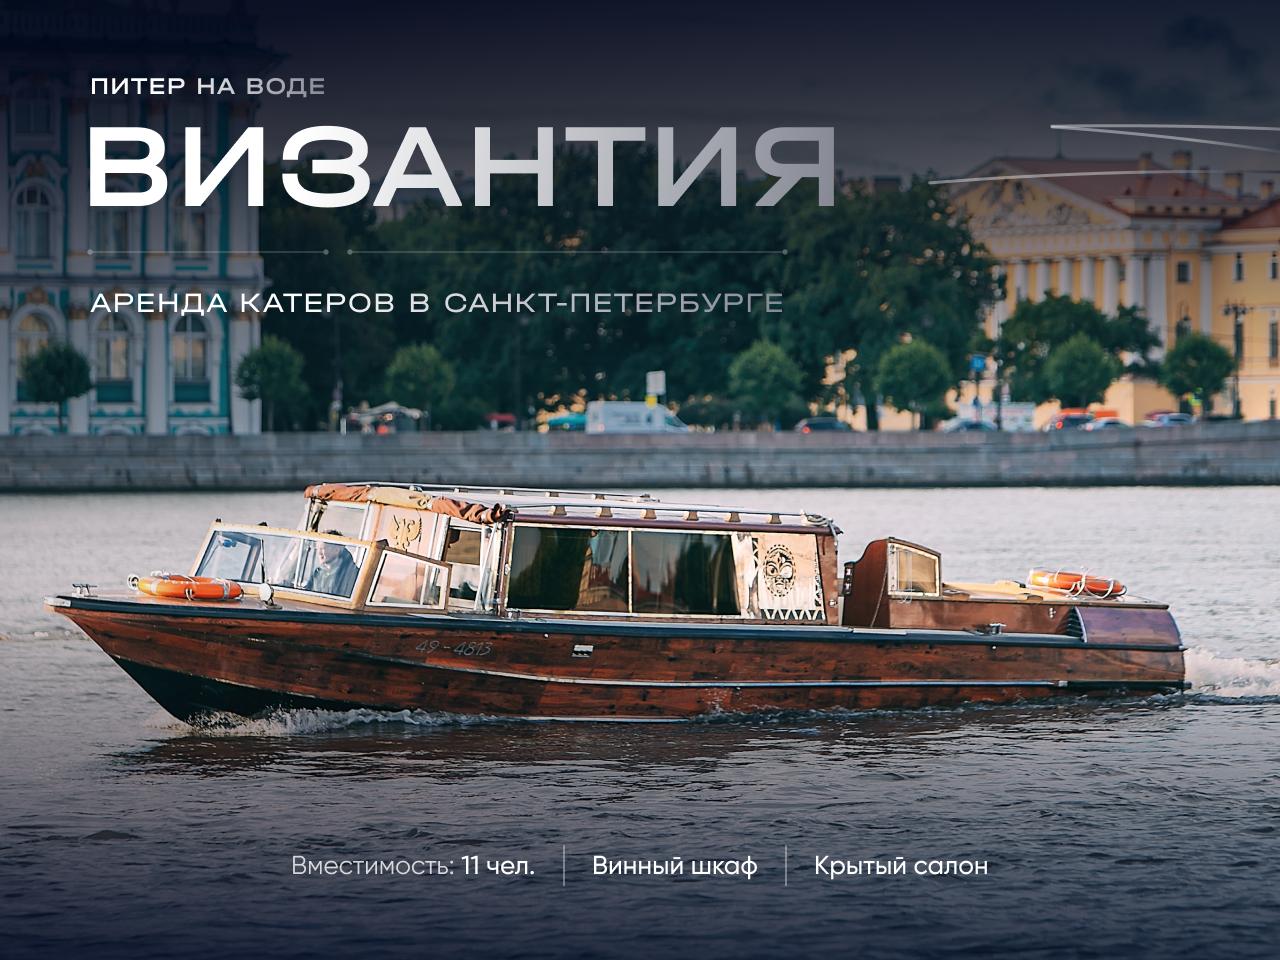 ПИТЕР НА ВОДЕ
ВИЗАНТИЯ
АРЕНДА КАТЕРОВ В САНКТ-ПЕТЕРБУРГЕ
49-4813
Вместимость: 11 чел. Винный шкаф Крытый салон